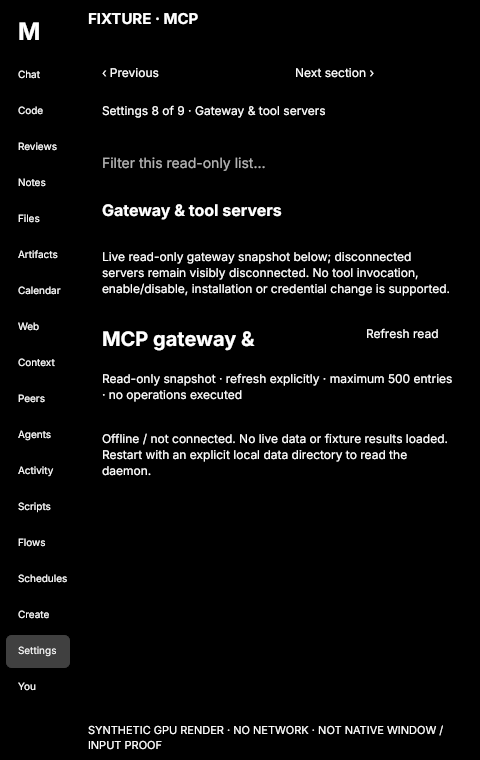 M
FIXTURE · MCP
Chat
Code
Reviews
Notes
Files
Artifacts
Calendar
Web
Context
Peers
Agents
Activity
Scripts
Flows
Schedules
Create
Settings
You
‹ Previous
Next section ›
Settings 8 of 9 · Gateway & tool servers
Filter this read-only list...
Gateway & tool servers
Live read-only gateway snapshot below; disconnected
servers remain visibly disconnected. No tool invocation,
enable/disable, installation or credential change is supported.
MCP gateway &
Refresh read
Read-only snapshot · refresh explicitly · maximum 500 entries
· no operations executed
Offline / not connected. No live data or fixture results loaded.
Restart with an explicit local data directory to read the
daemon.
SYNTHETIC GPU RENDER · NO NETWORK · NOT NATIVE WINDOW /
INPUT PROOF